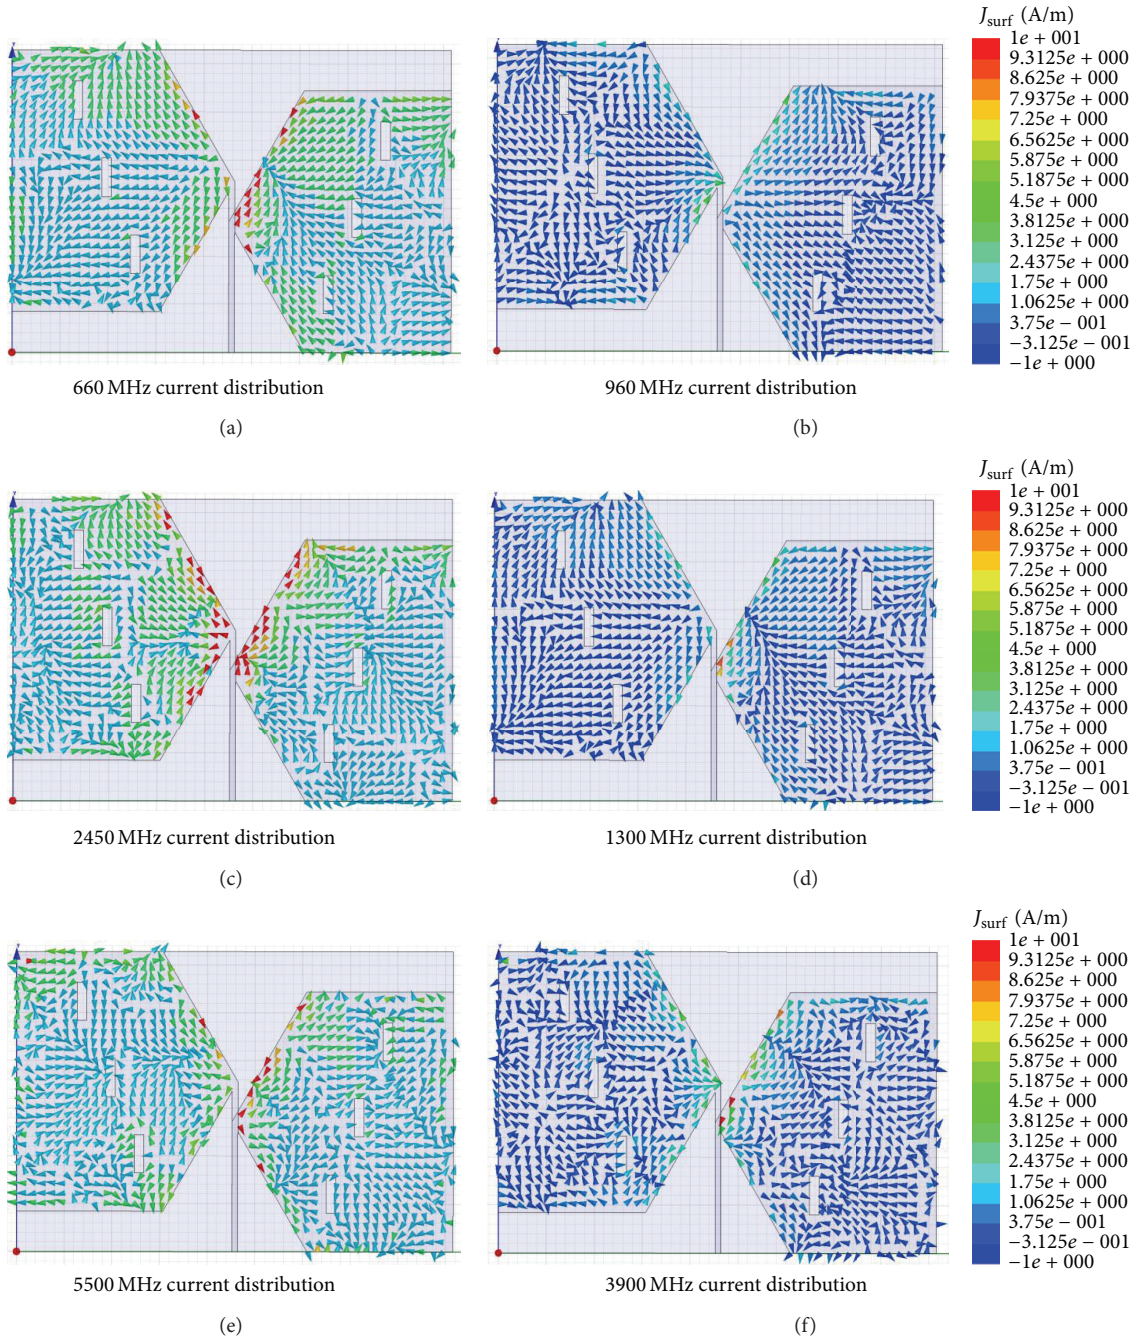 J_surf (A/m)
1e + 001
9.3125e + 000
8.625e + 000
7.9375e + 000
7.25e + 000
6.5625e + 000
5.875e + 000
5.1875e + 000
4.5e + 000
3.8125e + 000
3.125e + 000
2.4375e + 000
1.75e + 000
1.0625e + 000
3.75e − 001
−3.125e − 001
−1e + 000
660 MHz current distribution
960 MHz current distribution
(a)
(b)
J_surf (A/m)
1e + 001
9.3125e + 000
8.625e + 000
7.9375e + 000
7.25e + 000
6.5625e + 000
5.875e + 000
5.1875e + 000
4.5e + 000
3.8125e + 000
3.125e + 000
2.4375e + 000
1.75e + 000
1.0625e + 000
3.75e − 001
−3.125e − 001
−1e + 000
2450 MHz current distribution
1300 MHz current distribution
(c)
(d)
J_surf (A/m)
1e + 001
9.3125e + 000
8.625e + 000
7.9375e + 000
7.25e + 000
6.5625e + 000
5.875e + 000
5.1875e + 000
4.5e + 000
3.8125e + 000
3.125e + 000
2.4375e + 000
1.75e + 000
1.0625e + 000
3.75e − 001
−3.125e − 001
−1e + 000
5500 MHz current distribution
3900 MHz current distribution
(e)
(f)